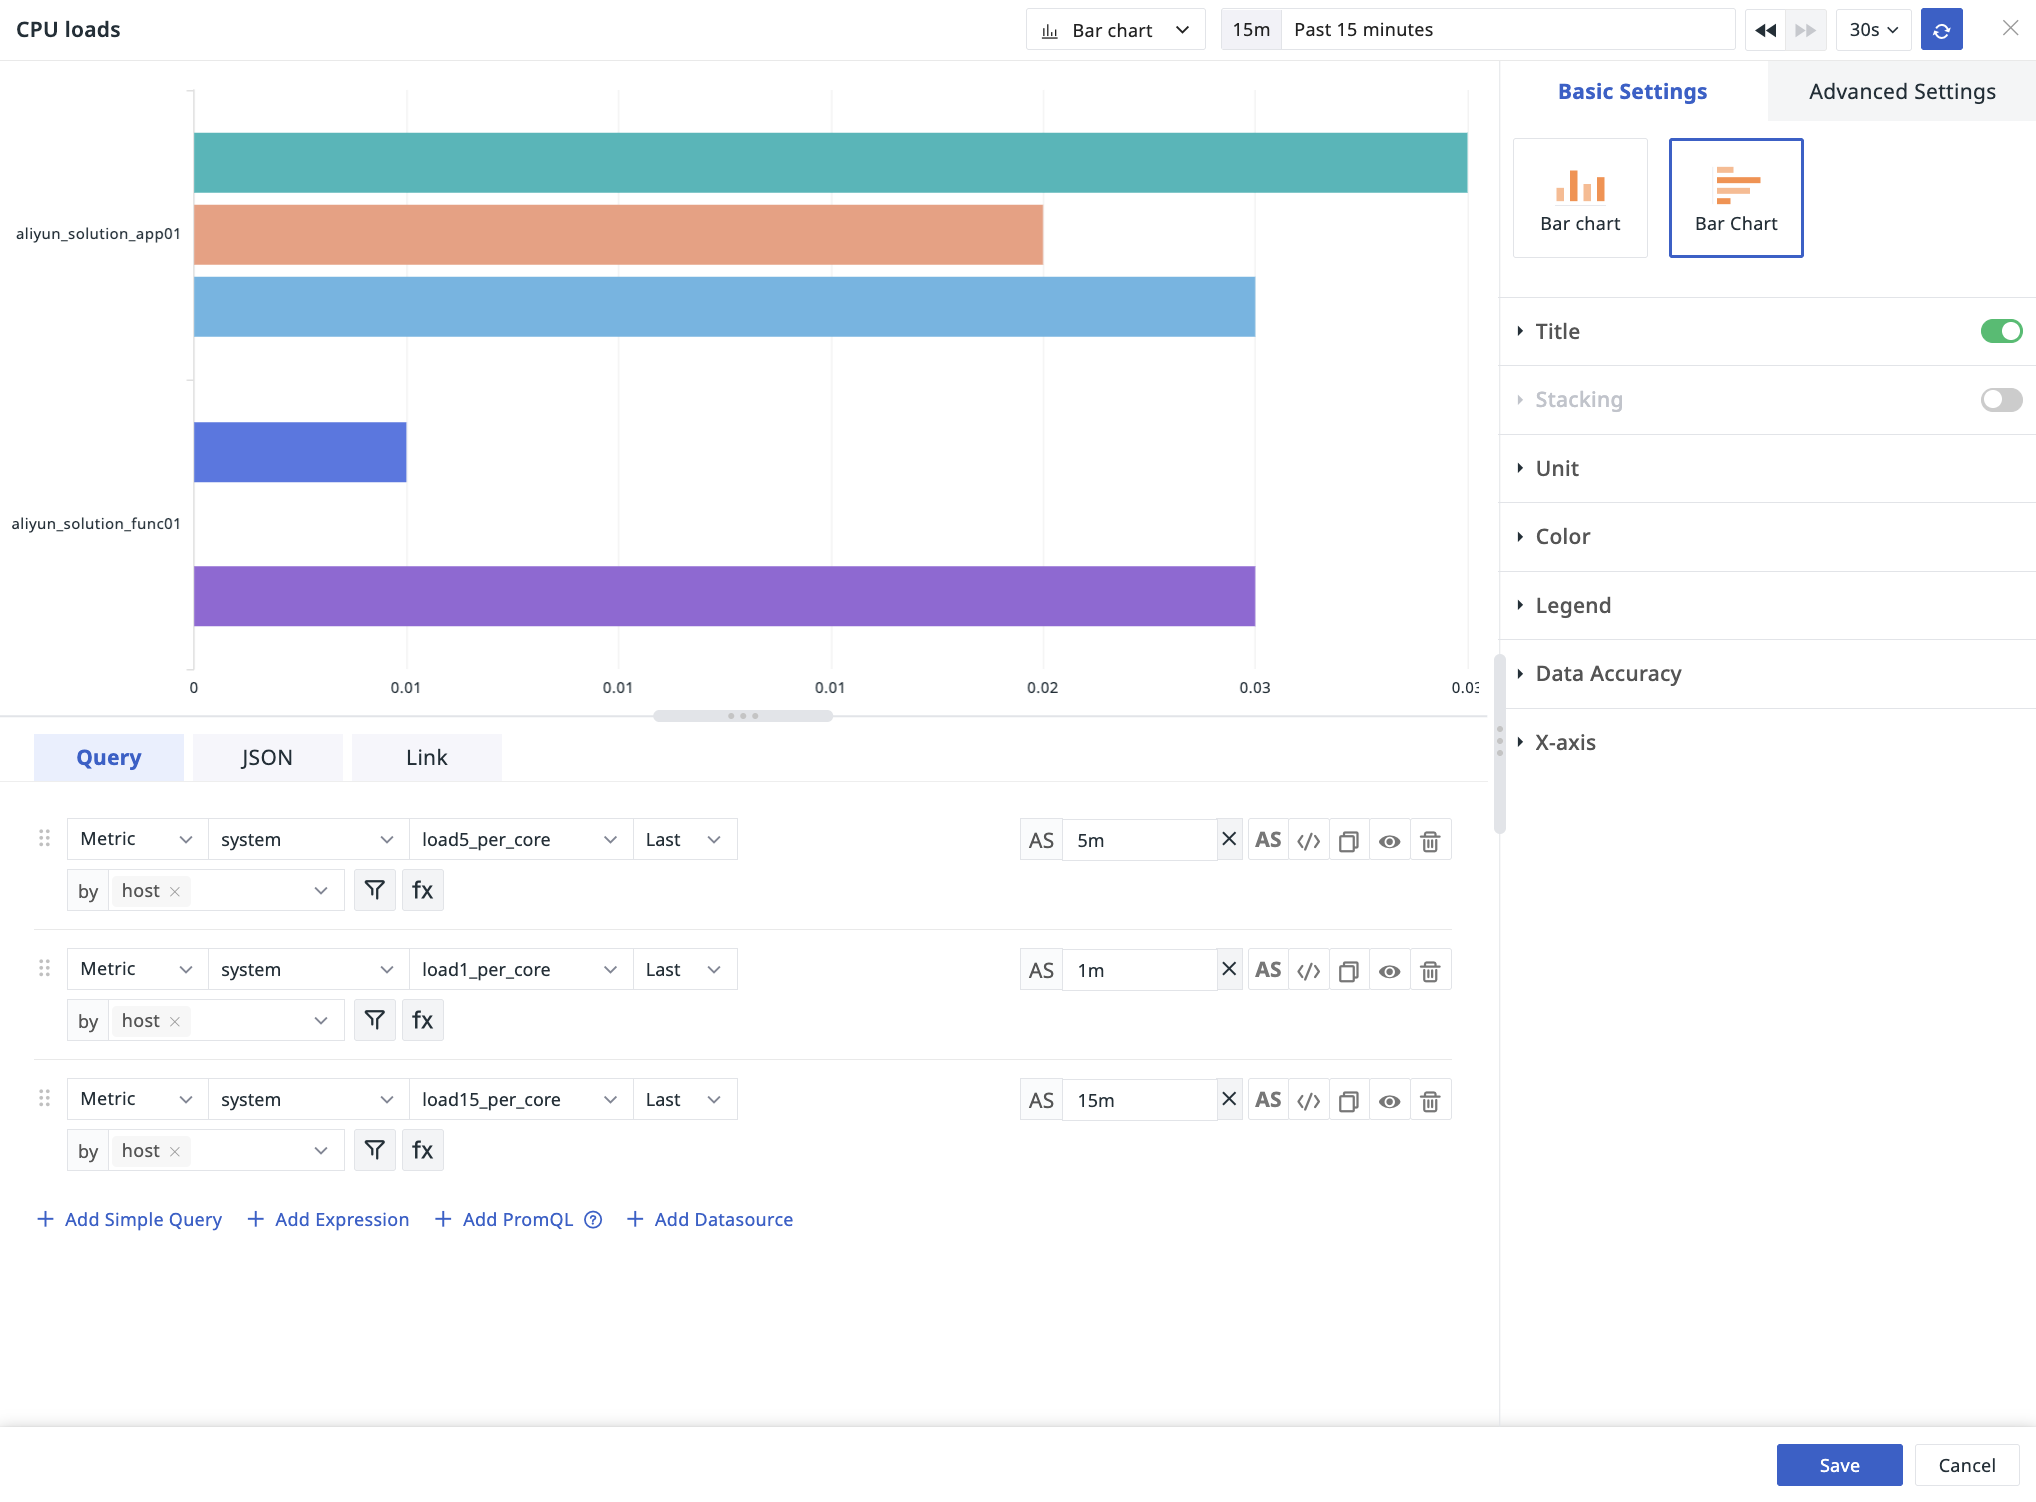 CPU loads
Bar chart
15m Past 15 minutes
30s
Basic Settings
Advanced Settings
Bar chart
Bar Chart
Title
Stacking
Unit
Color
Legend
Data Accuracy
X-axis
aliyun_solution_app01
aliyun_solution_func01
0 0.01 0.01 0.01 0.02 0.03 0.03
Query JSON Link
Metric system load5_per_core Last AS 5m AS </>
by host fx
Metric system load1_per_core Last AS 1m AS </>
by host fx
Metric system load15_per_core Last AS 15m AS </>
by host fx
+ Add Simple Query + Add Expression + Add PromQL ? + Add Datasource
Save Cancel